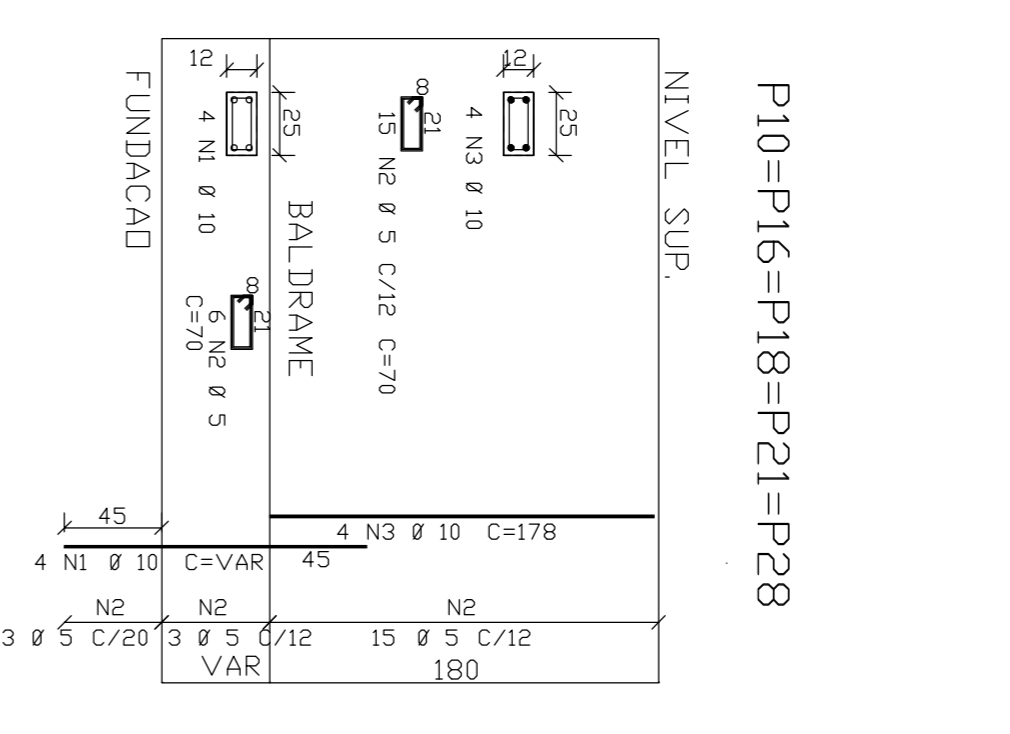 P10=P16=P18=P21=P28
NIVEL SUP.
12
25
4 N3 Ø 10
8
21
15 N2 Ø 5 C/12 C=70
BALDRAME
12
25
4 N1 Ø 10
8
21
6 N2 Ø 5
C=70
FUNDACAO
4 N3 Ø 10 C=178
45
4 N1 Ø 10 C=VAR
45
N2
N2
N2
3 Ø 5 C/20
3 Ø 5 C/12
15 Ø 5 C/12
VAR
180